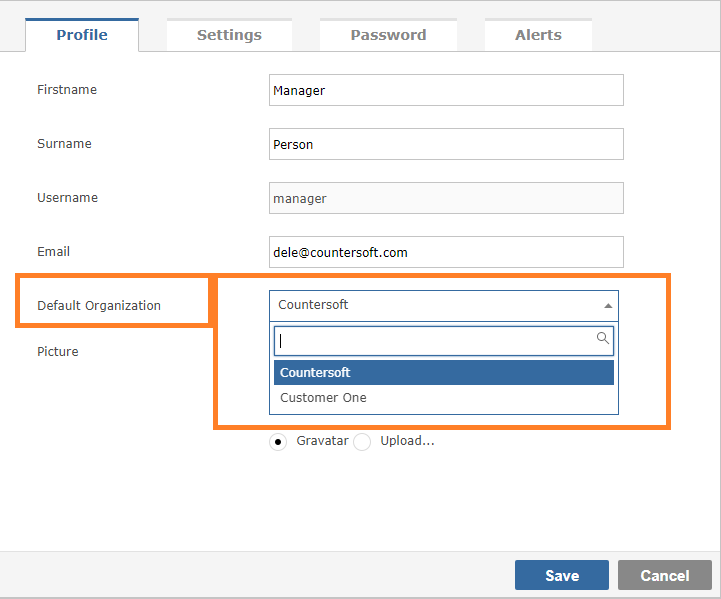 Profile Settings Password Alerts
Firstname Manager
Surname Person
Username manager
Email dele@countersoft.com
Default Organization Countersoft
Countersoft
Picture
Customer One
Gravatar Upload...
Save Cancel